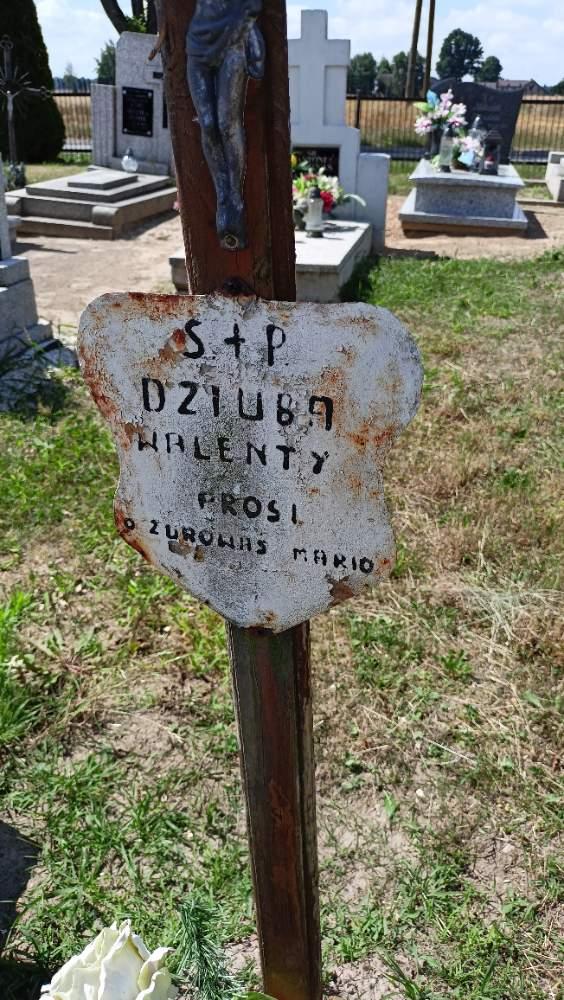 S+P
DZIUBA
WALENTY
PROSI
O ZDROWAS MARIO